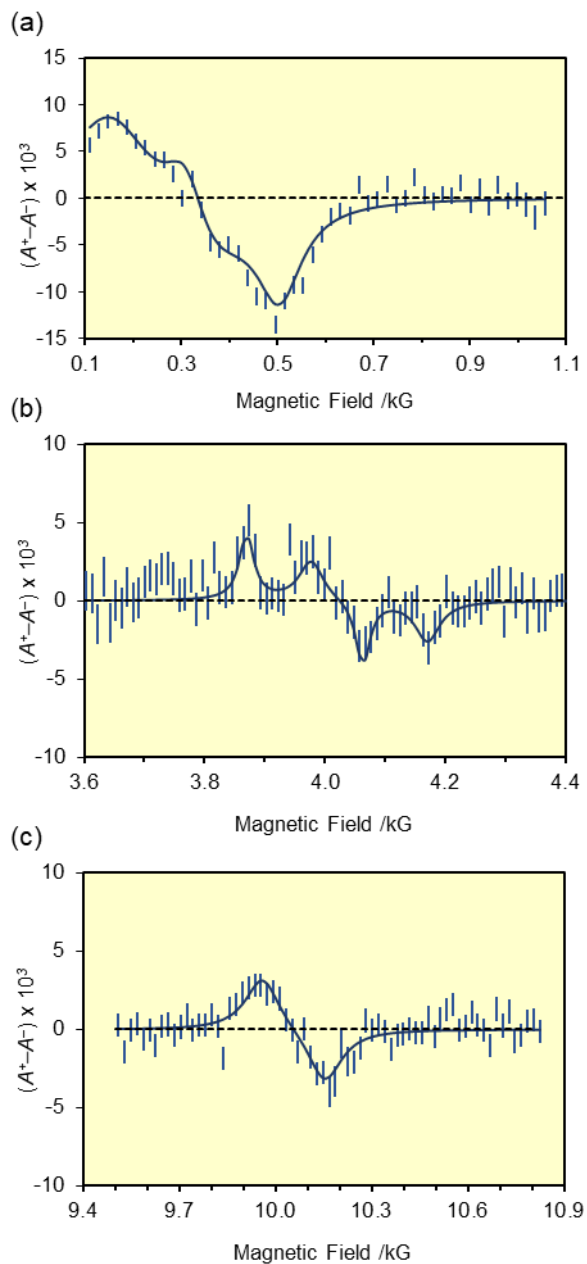 (a)
15
10
5
0
-5
-10
-15
(A⁺–A⁻) x 10³
0.1 0.3 0.5 0.7 0.9 1.1
Magnetic Field /kG
(b)
10
5
0
-5
-10
(A⁺–A⁻) x 10³
3.6 3.8 4.0 4.2 4.4
Magnetic Field /kG
(c)
10
5
0
-5
-10
(A⁺–A⁻) x 10³
9.4 9.7 10.0 10.3 10.6 10.9
Magnetic Field /kG